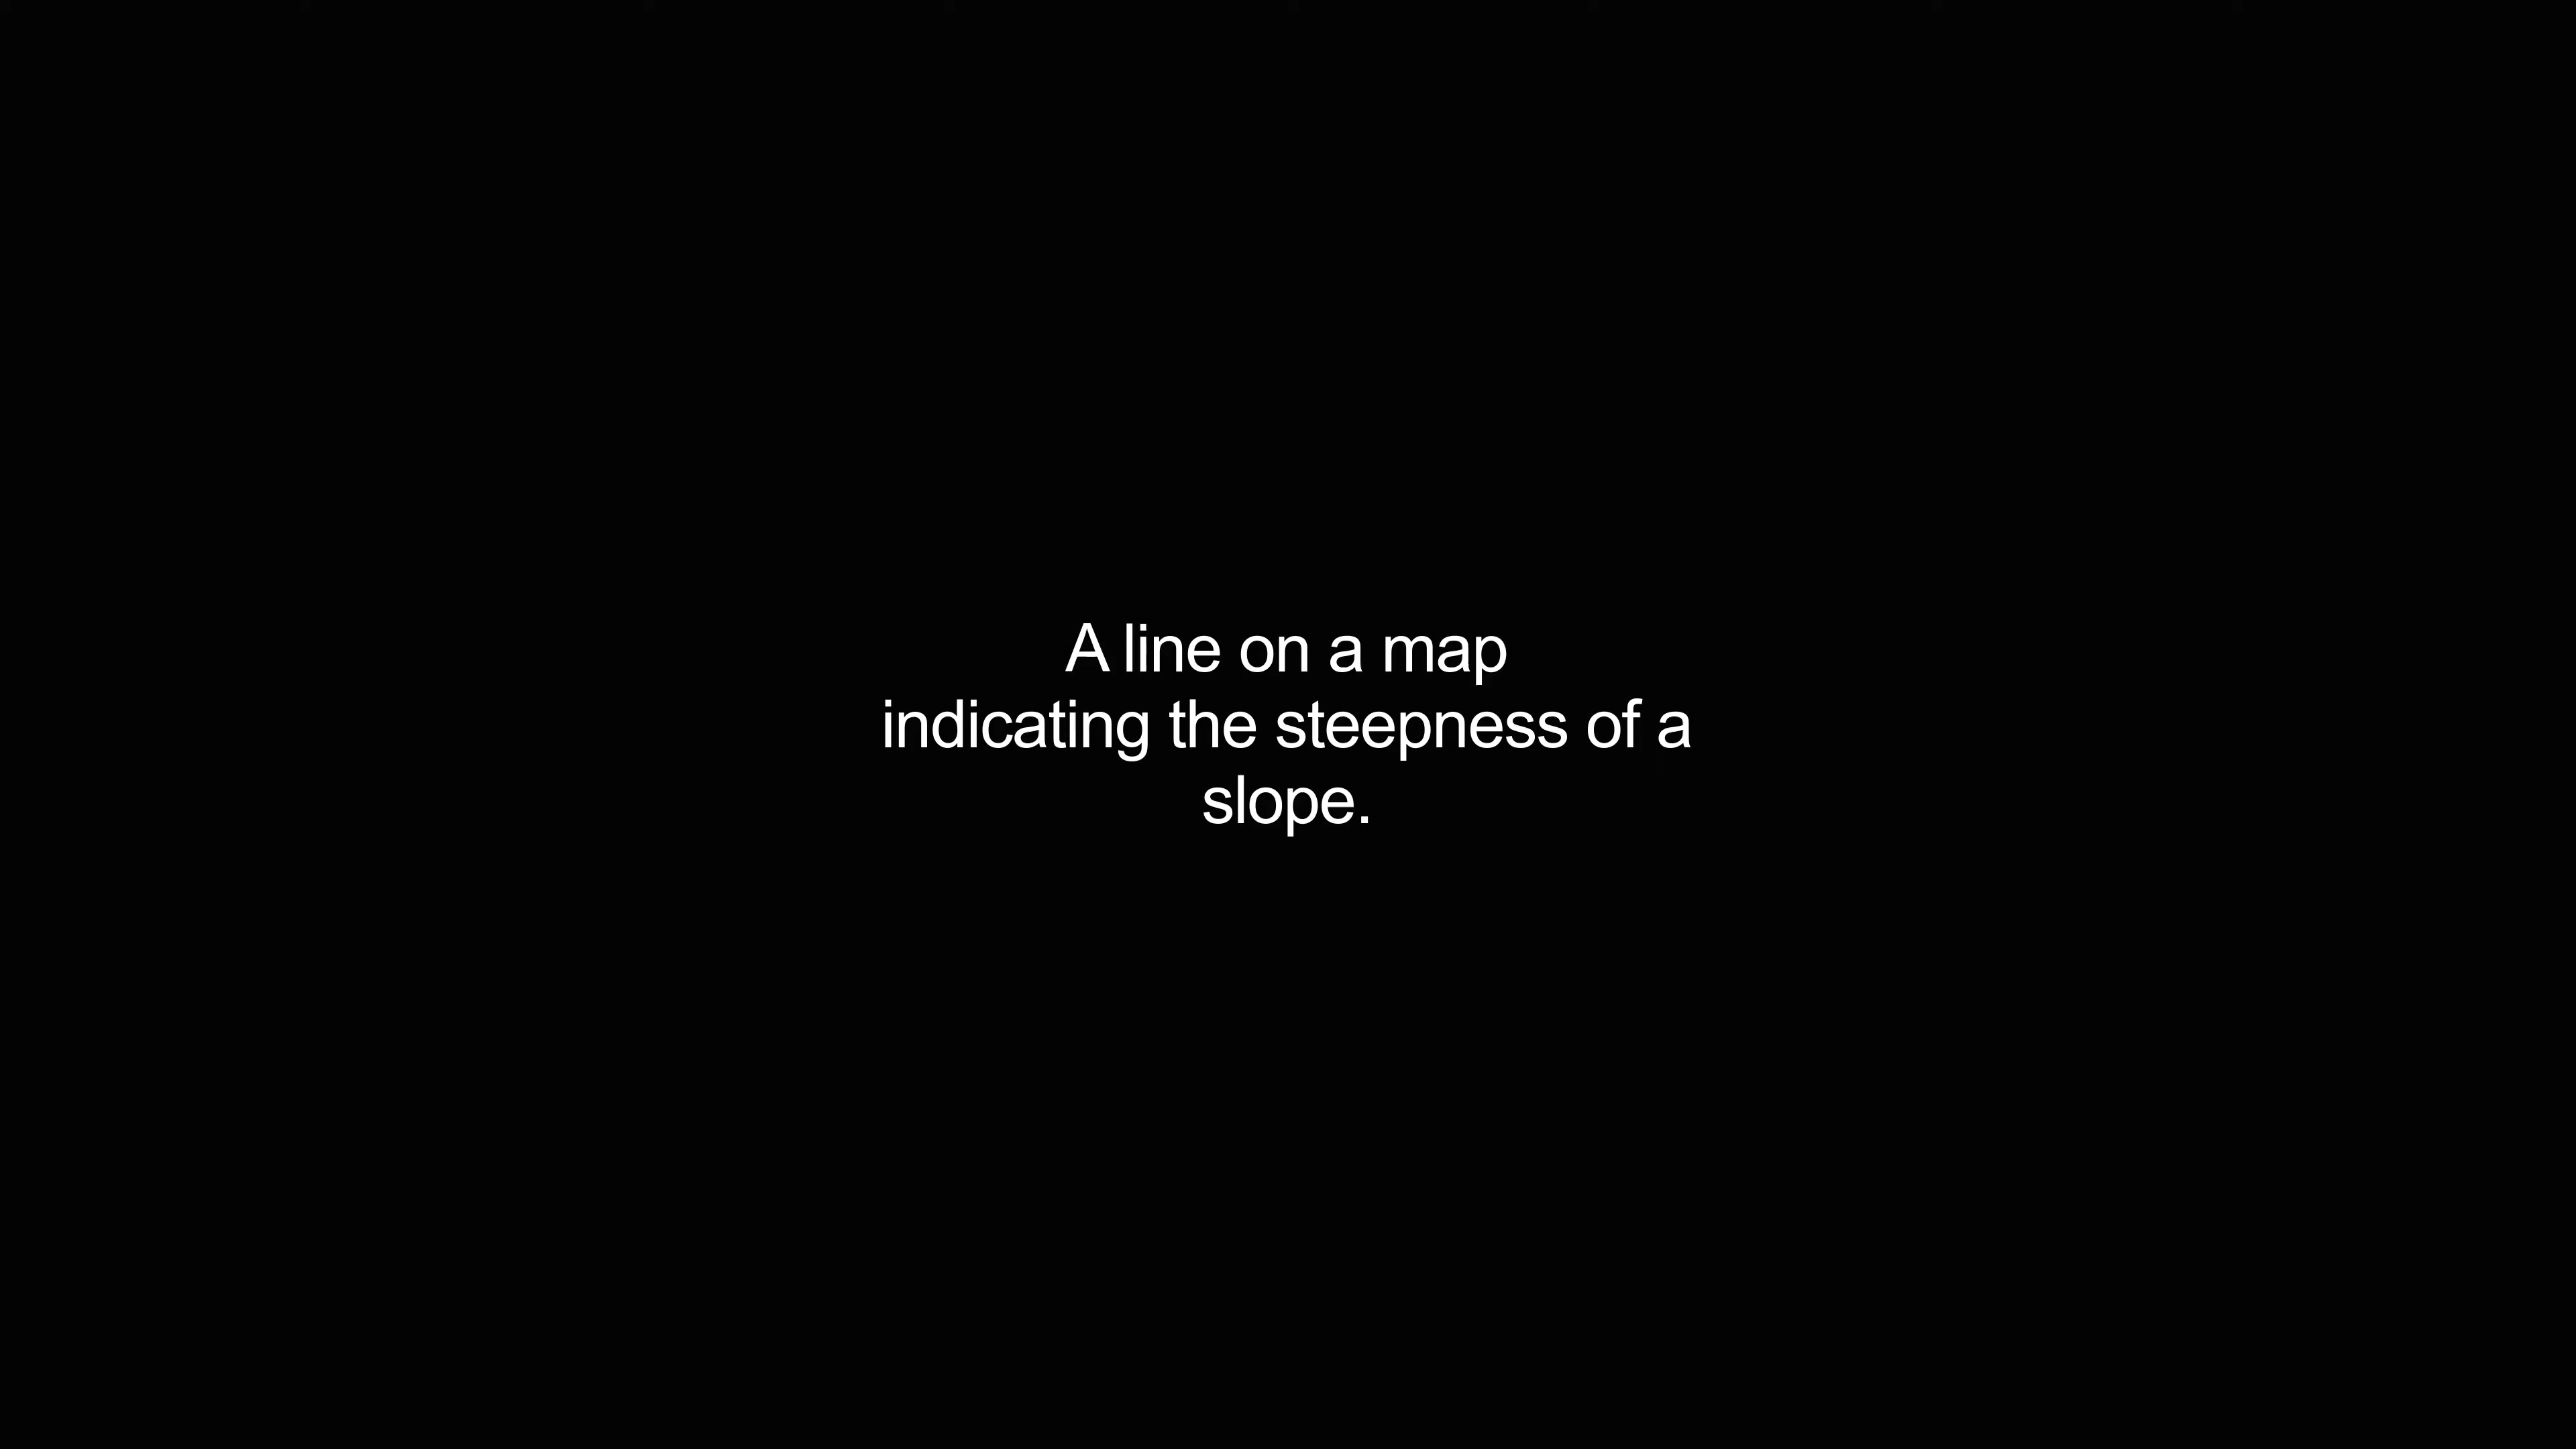 A line on a map
indicating the steepness of a
slope.